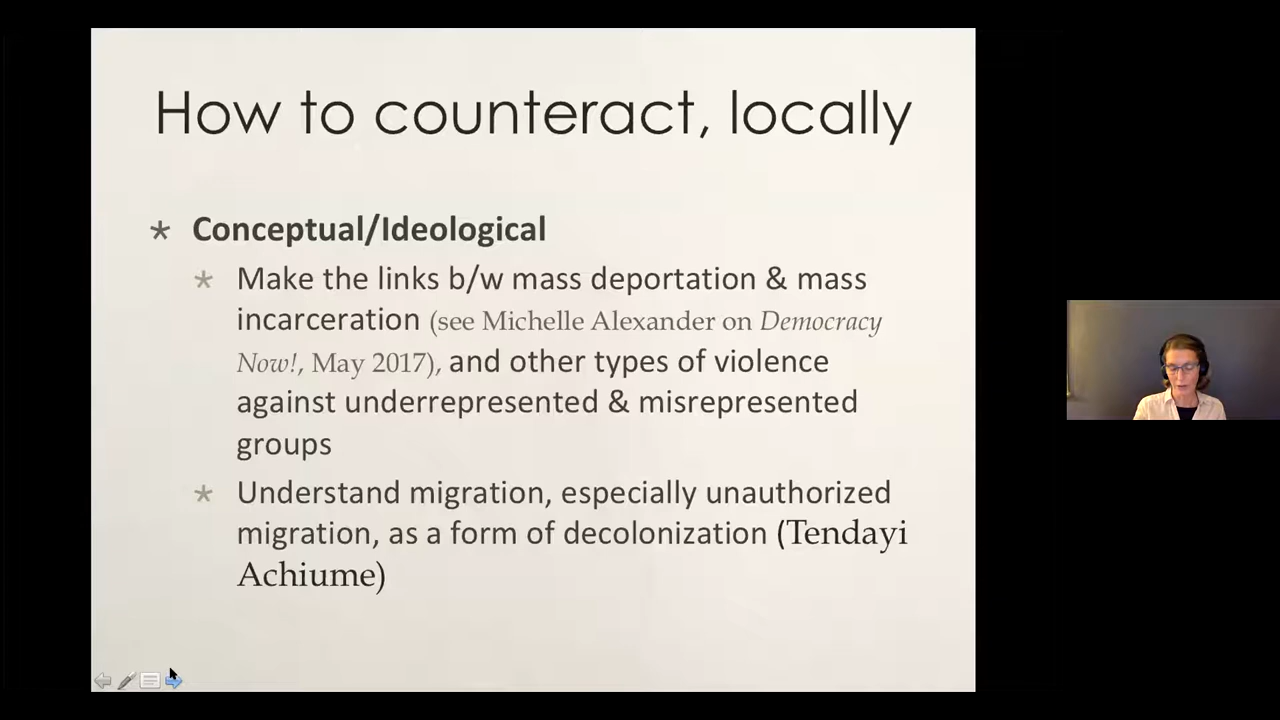 How to counteract, locally
* Conceptual/Ideological
* Make the links b/w mass deportation & mass
incarceration (see Michelle Alexander on Democracy
Now!, May 2017), and other types of violence
against underrepresented & misrepresented
groups
* Understand migration, especially unauthorized
migration, as a form of decolonization (Tendayi
Achiume)